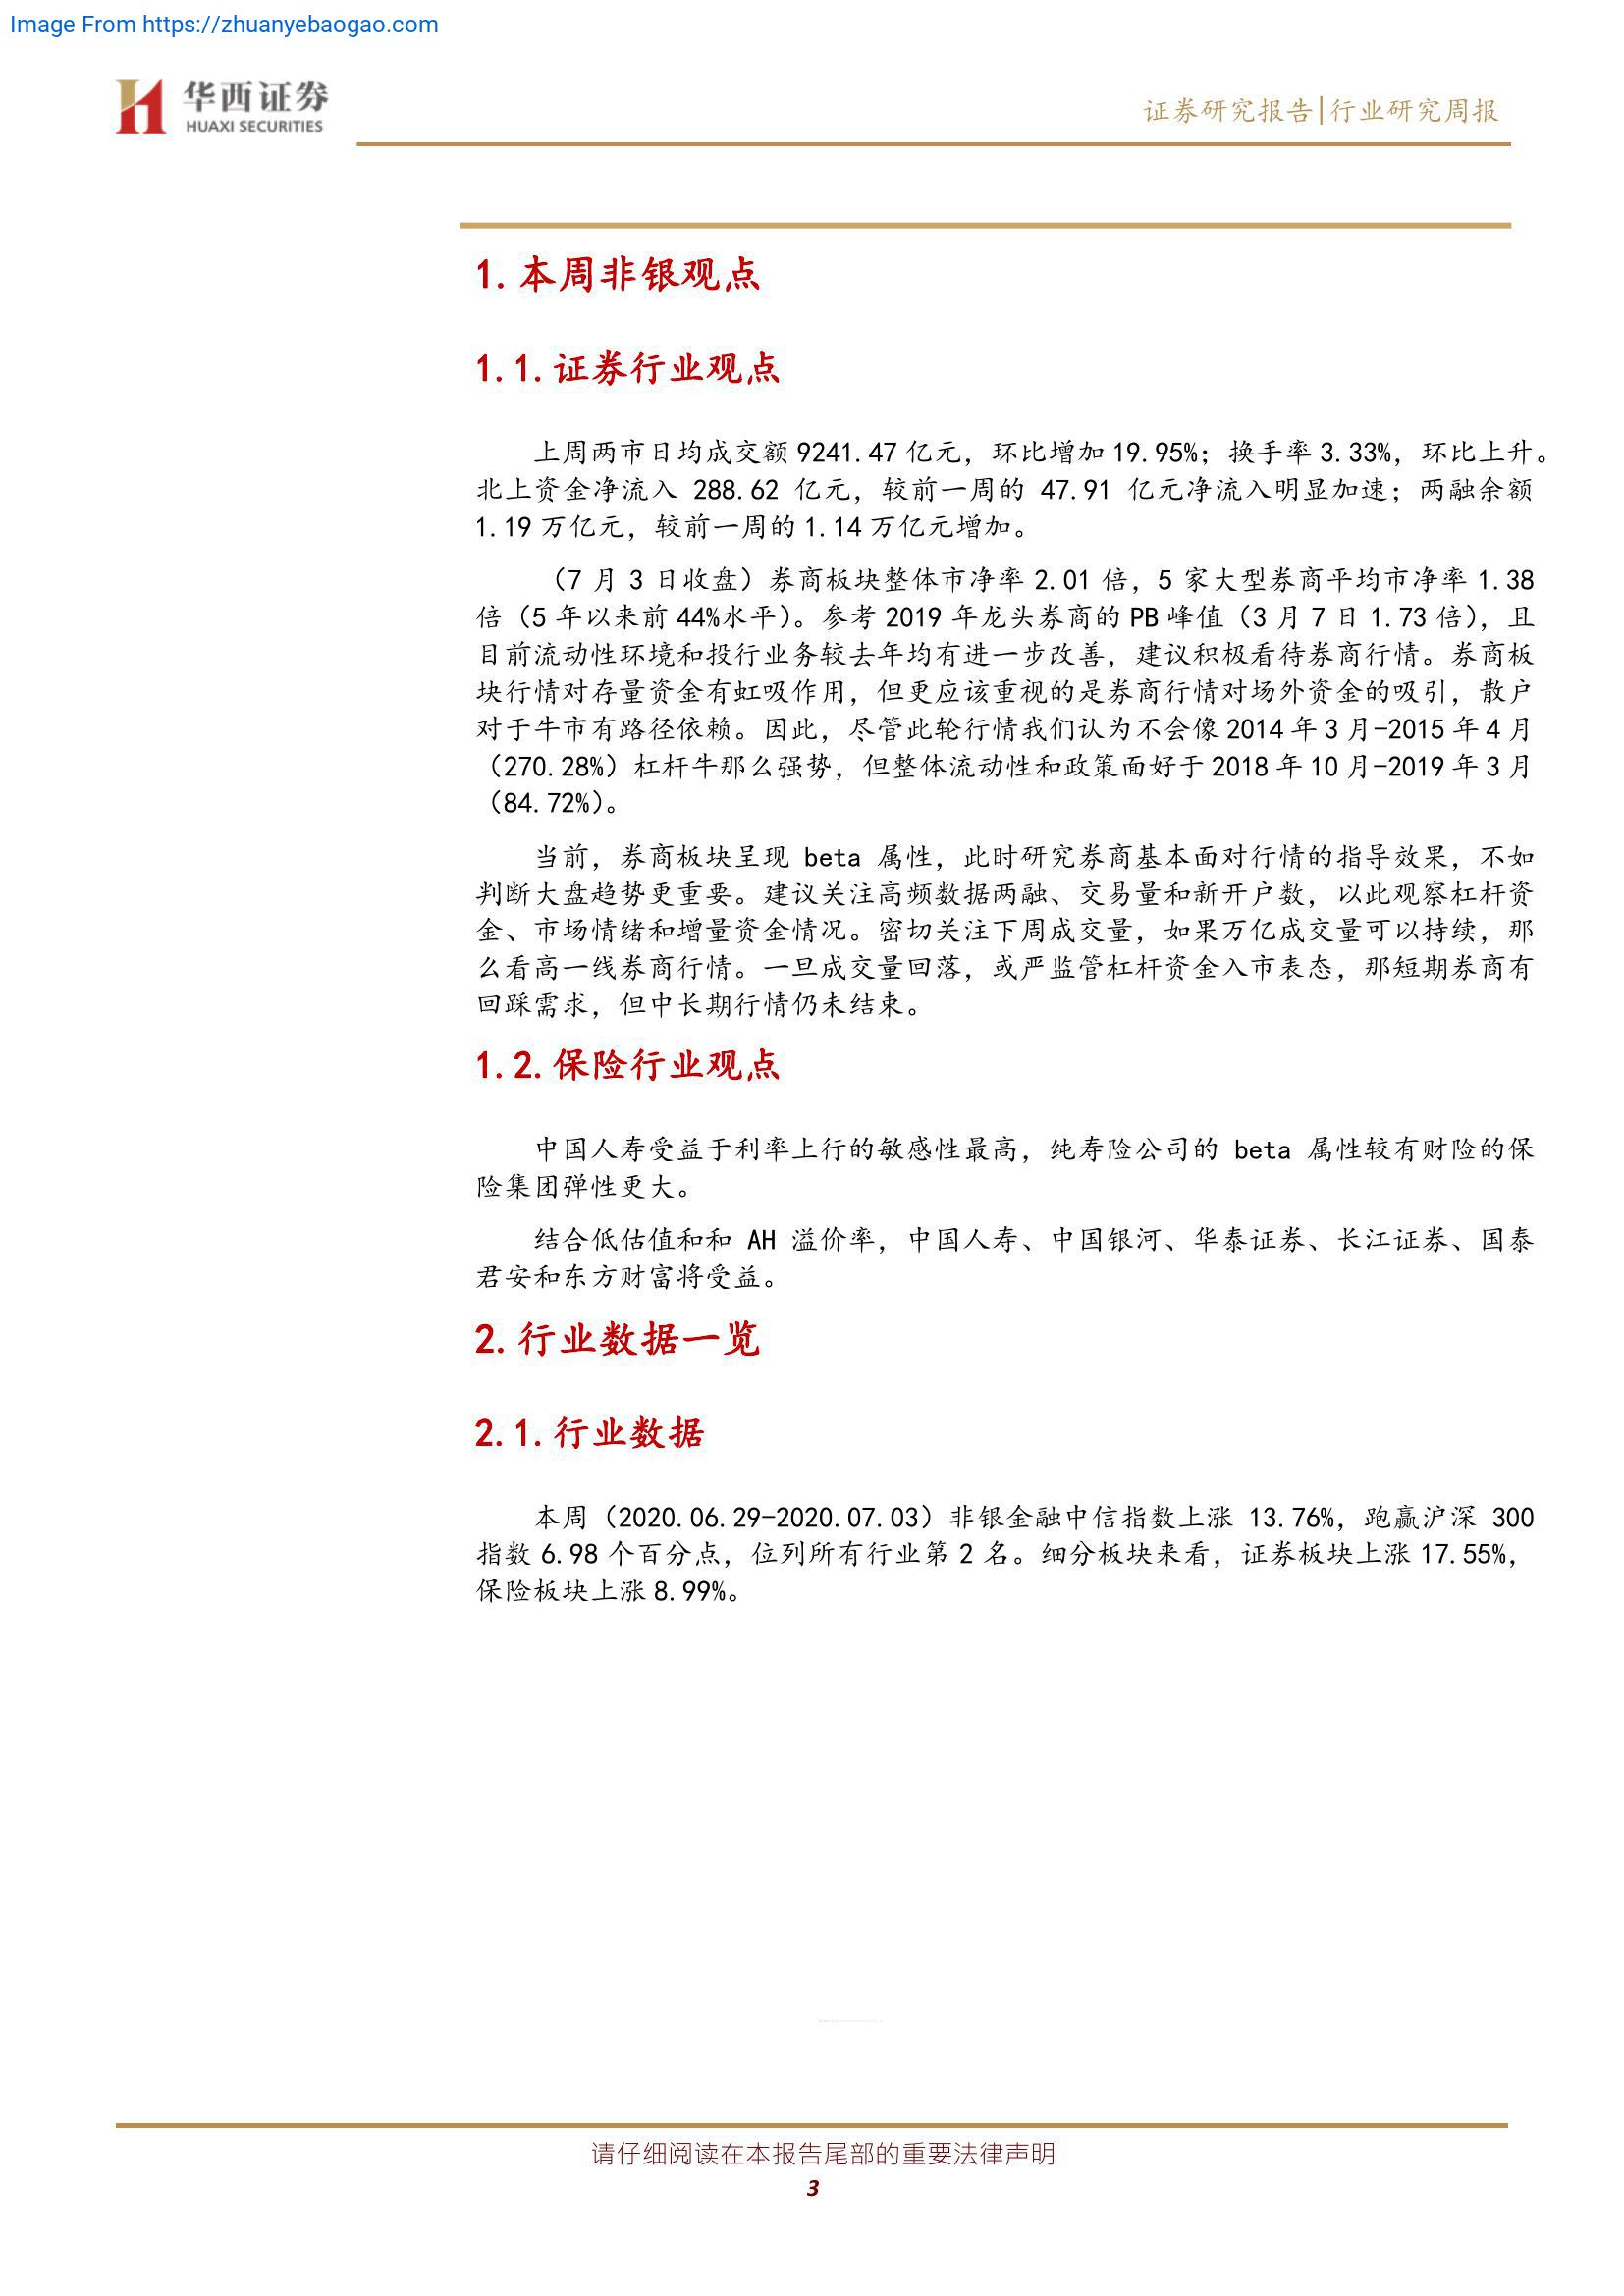 Image From https://zhuanyebaogao.com
华西证券
HUAXI SECURITIES
证券研究报告|行业研究周报
1.本周非银观点
1.1.证券行业观点
上周两市日均成交额 9241.47 亿元，环比增加 19.95%；换手率 3.33%，环比上升。
北上资金净流入 288.62 亿元，较前一周的 47.91 亿元净流入明显加速；两融余额
1.19 万亿元，较前一周的 1.14 万亿元增加。
（7 月 3 日收盘）券商板块整体市净率 2.01 倍，5 家大型券商平均市净率 1.38
倍（5 年以来前 44%水平）。参考 2019 年龙头券商的 PB 峰值（3 月 7 日 1.73 倍），且
目前流动性环境和投行业务较去年均有进一步改善，建议积极看待券商行情。券商板
块行情对存量资金有虹吸作用，但更应该重视的是券商行情对场外资金的吸引，散户
对于牛市有路径依赖。因此，尽管此轮行情我们认为不会像 2014 年 3 月-2015 年 4 月
（270.28%）杠杆牛那么强势，但整体流动性和政策面好于 2018 年 10 月-2019 年 3 月
（84.72%）。
当前，券商板块呈现 beta 属性，此时研究券商基本面对行情的指导效果，不如
判断大盘趋势更重要。建议关注高频数据两融、交易量和新开户数，以此观察杠杆资
金、市场情绪和增量资金情况。密切关注下周成交量，如果万亿成交量可以持续，那
么看高一线券商行情。一旦成交量回落，或严监管杠杆资金入市表态，那短期券商有
回踩需求，但中长期行情仍未结束。
1.2.保险行业观点
中国人寿受益于利率上行的敏感性最高，纯寿险公司的 beta 属性较有财险的保
险集团弹性更大。
结合低估值和和 AH 溢价率，中国人寿、中国银河、华泰证券、长江证券、国泰
君安和东方财富将受益。
2.行业数据一览
2.1.行业数据
本周（2020.06.29-2020.07.03）非银金融中信指数上涨 13.76%，跑赢沪深 300
指数 6.98 个百分点，位列所有行业第 2 名。细分板块来看，证券板块上涨 17.55%，
保险板块上涨 8.99%。
请仔细阅读在本报告尾部的重要法律声明
3